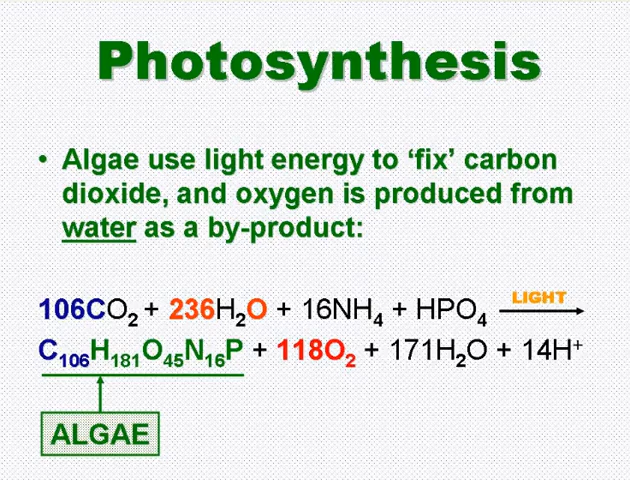 Photosynthesis
• Algae use light energy to ‘fix’ carbon
dioxide, and oxygen is produced from
water as a by-product:
LIGHT
106CO₂ + 236H₂O + 16NH₄ + HPO₄
C₁₀₆H₁₈₁O₄₅N₁₆P + 118O₂ + 171H₂O + 14H⁺
ALGAE